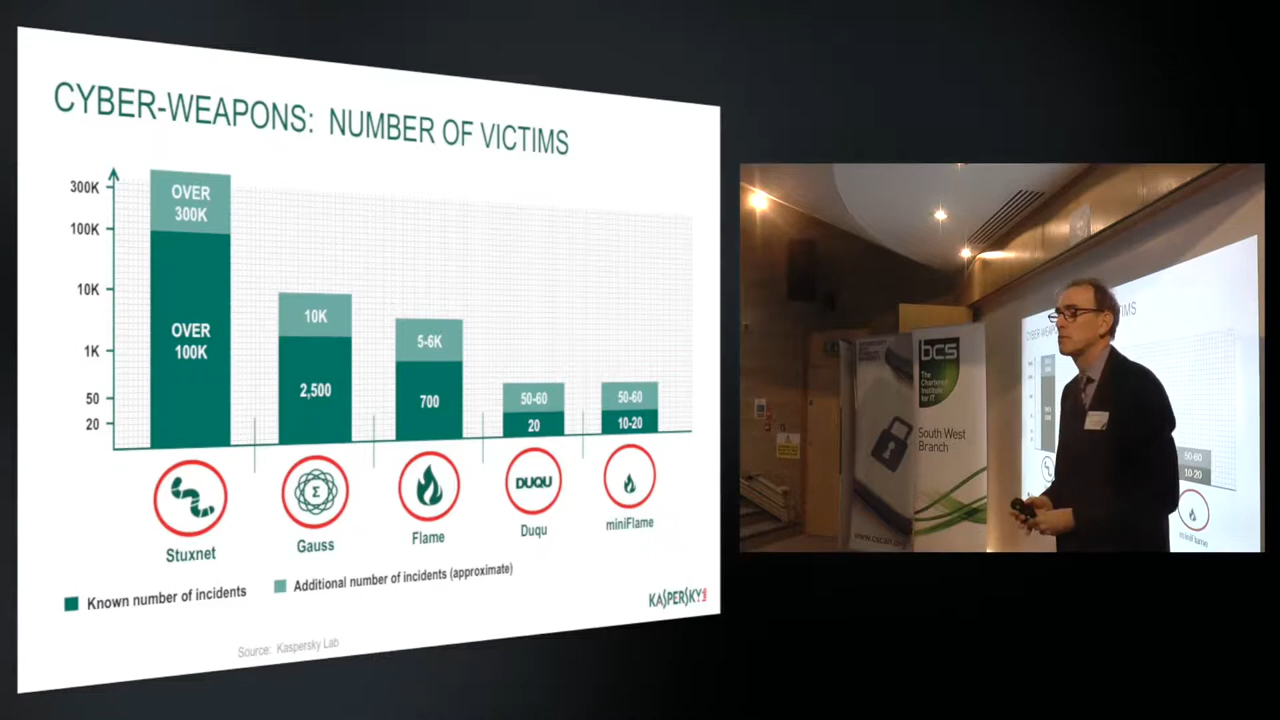 CYBER-WEAPONS: NUMBER OF VICTIMS
300K
100K
10K
1K
50
20
OVER
300K
OVER
100K
10K
2,500
5-6K
700
50-60
20
50-60
10-20
Σ
DUQU
Stuxnet
Gauss
Flame
Duqu
miniFlame
Known number of incidents
Additional number of incidents (approximate)
KASPERSKY
Source: Kaspersky Lab
bcs
The
Chartered
Institute
for IT
South West
Branch
50-60
10-20
miniFlame